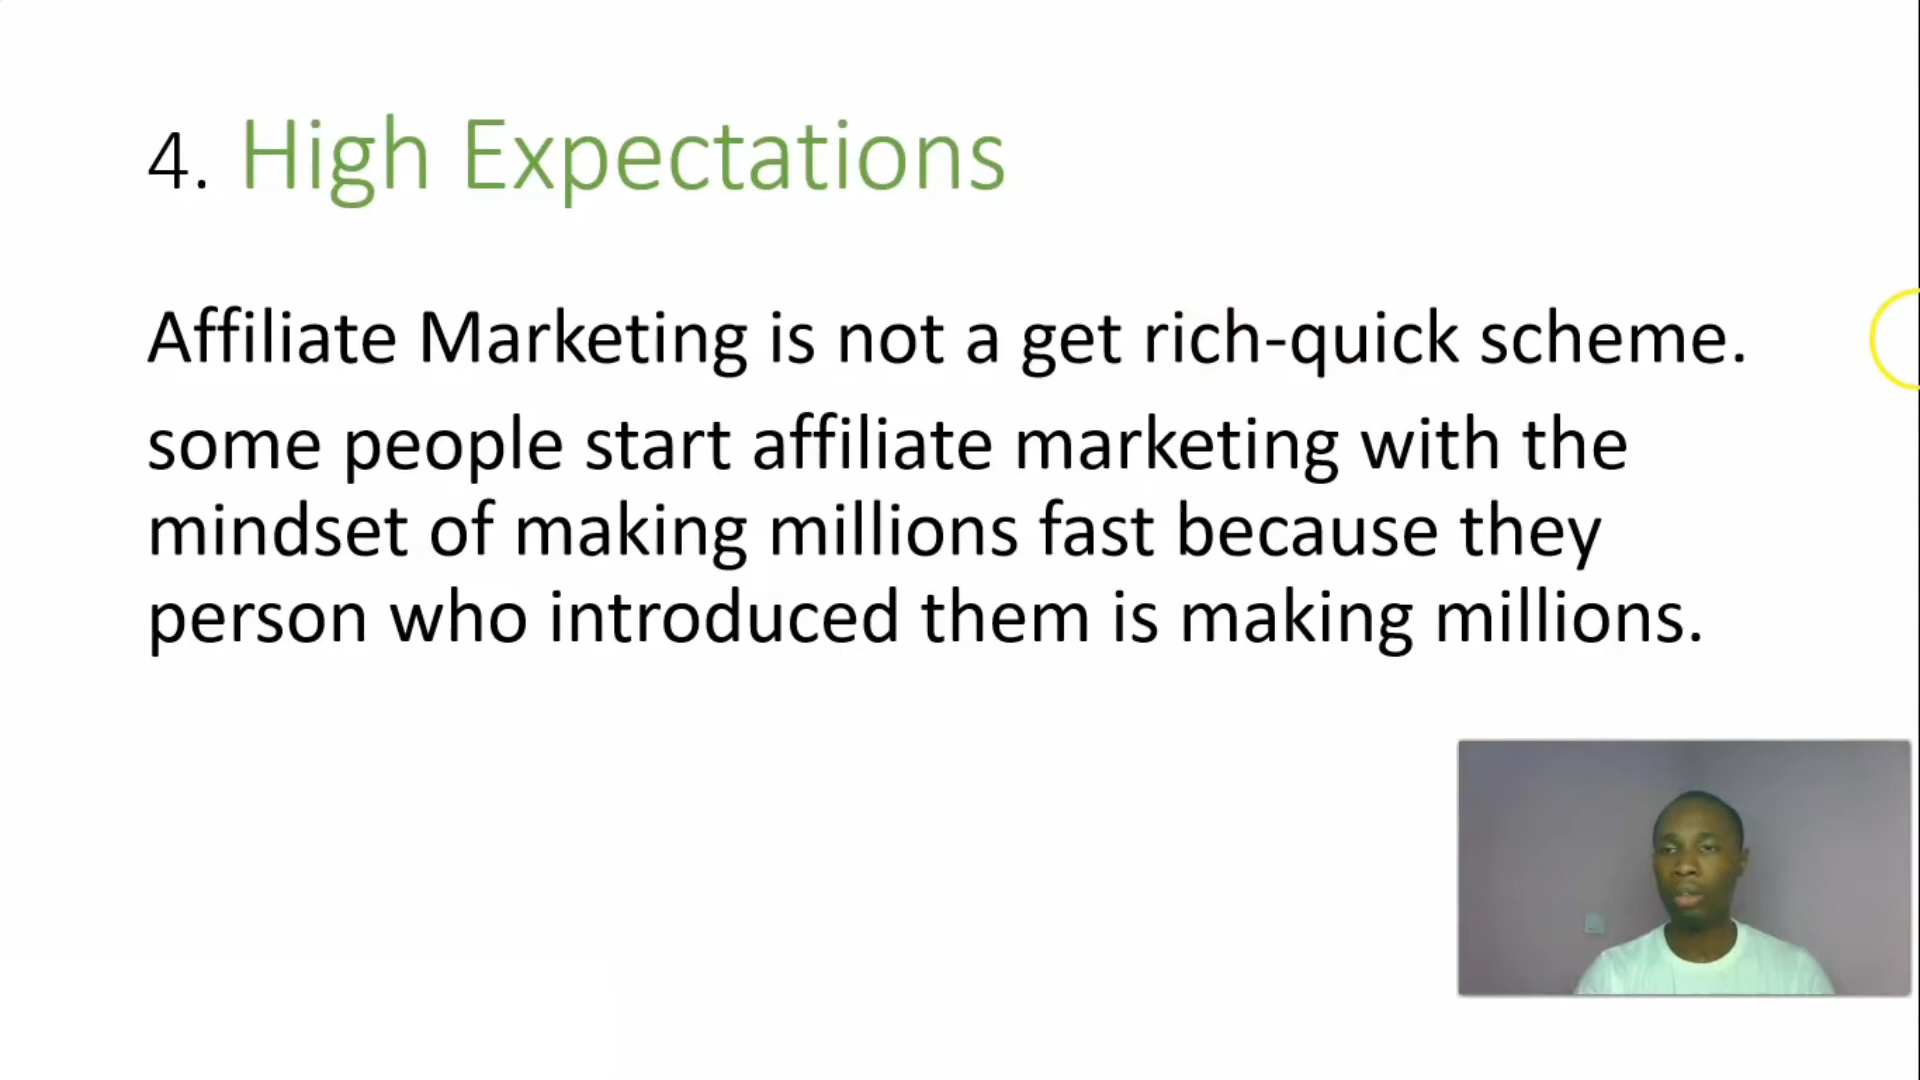 4. High Expectations
Affiliate Marketing is not a get rich-quick scheme.
some people start affiliate marketing with the
mindset of making millions fast because they
person who introduced them is making millions.